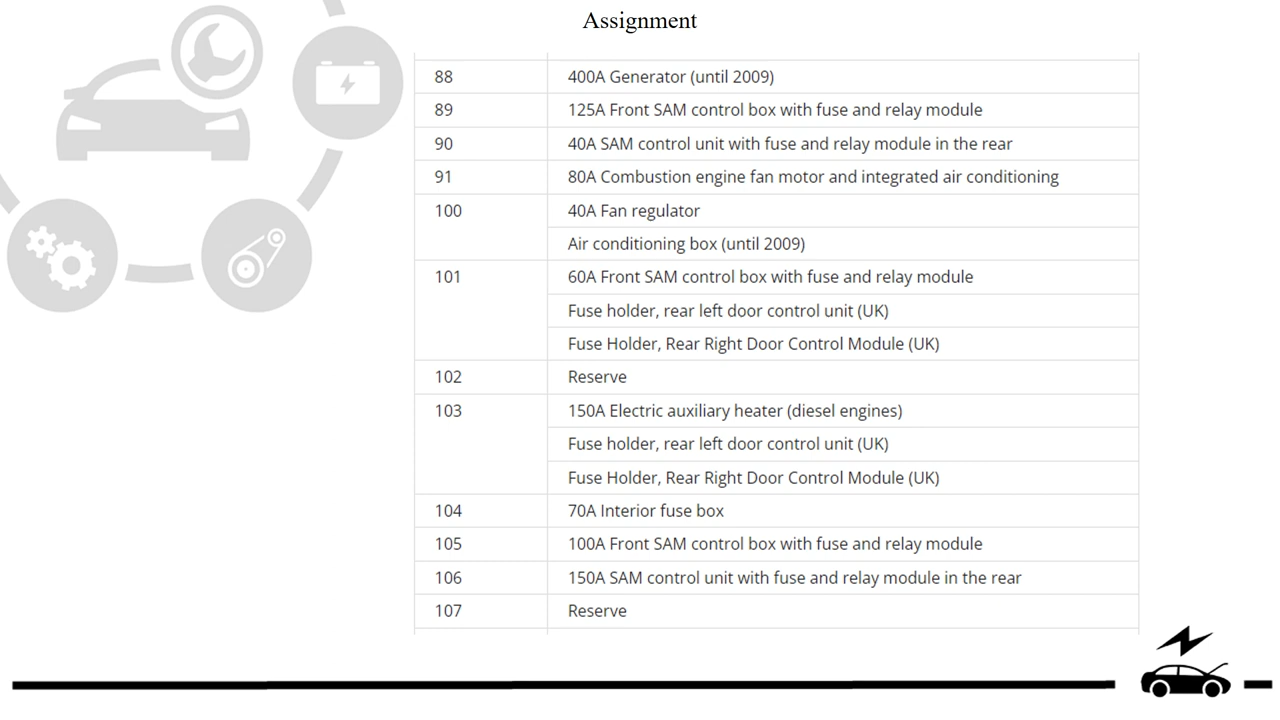 Assignment
88 400A Generator (until 2009)
89 125A Front SAM control box with fuse and relay module
90 40A SAM control unit with fuse and relay module in the rear
91 80A Combustion engine fan motor and integrated air conditioning
100 40A Fan regulator
Air conditioning box (until 2009)
101 60A Front SAM control box with fuse and relay module
Fuse holder, rear left door control unit (UK)
Fuse Holder, Rear Right Door Control Module (UK)
102 Reserve
103 150A Electric auxiliary heater (diesel engines)
Fuse holder, rear left door control unit (UK)
Fuse Holder, Rear Right Door Control Module (UK)
104 70A Interior fuse box
105 100A Front SAM control box with fuse and relay module
106 150A SAM control unit with fuse and relay module in the rear
107 Reserve